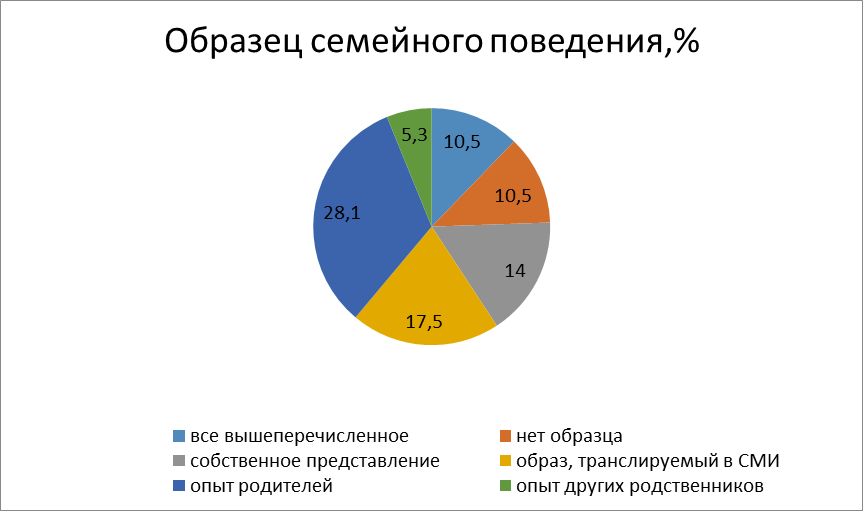 Образец семейного поведения,%
5,3
10,5
10,5
28,1
14
17,5
все вышеперечисленное
нет образца
собственное представление
образ, транслируемый в СМИ
опыт родителей
опыт других родственников